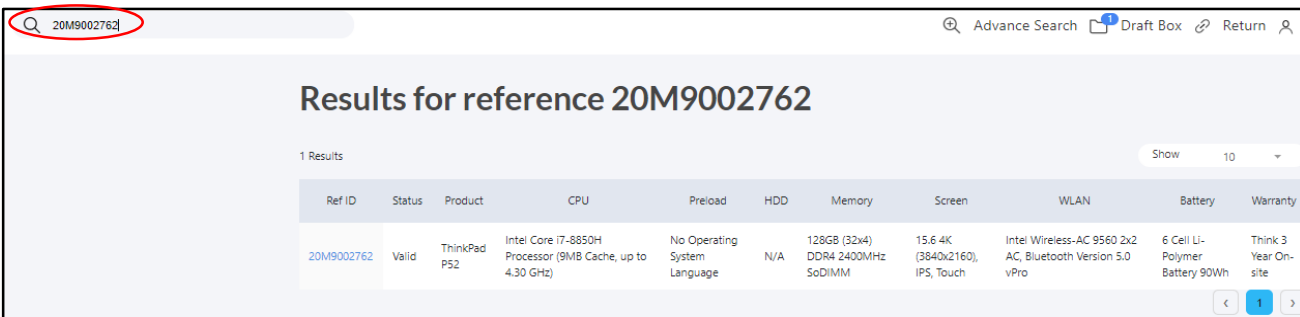 20M9002762
Advance Search 1 Draft Box Return
Results for reference 20M9002762
1 Results
Show 10
Ref ID Status Product CPU Preload HDD Memory Screen WLAN Battery Warranty
20M9002762 Valid ThinkPad P52 Intel Core i7-8850H Processor (9MB Cache, up to 4.30 GHz) No Operating System Language N/A 128GB (32x4) DDR4 2400MHz SoDIMM 15.6 4K (3840x2160), IPS, Touch Intel Wireless-AC 9560 2x2 AC, Bluetooth Version 5.0 vPro 6 Cell Li-Polymer Battery 90Wh Think 3 Year On-site
1